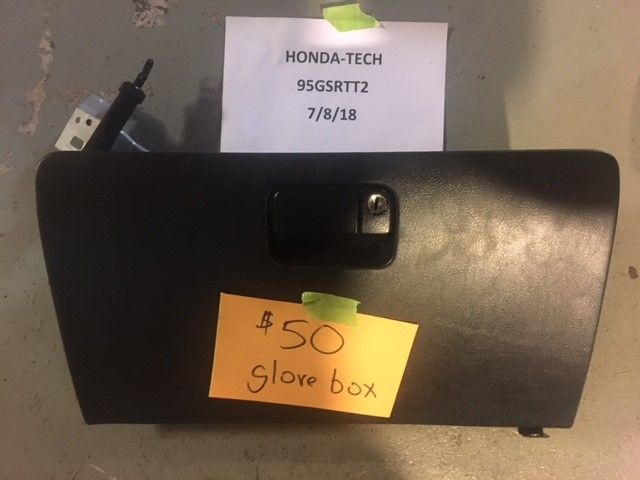 HONDA-TECH
95GSRTT2
7/8/18
$50
glove box